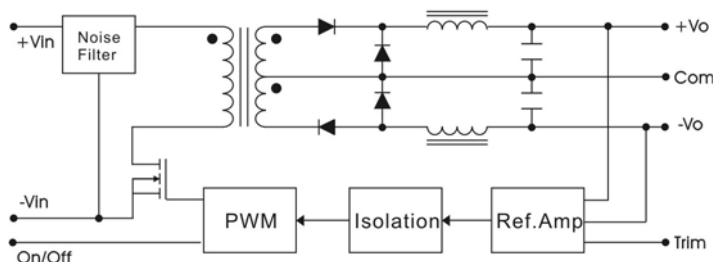 +Vin
Noise
Filter
+Vo
Com
-Vo
-Vin
PWM
Isolation
Ref.Amp
On/Off
Trim